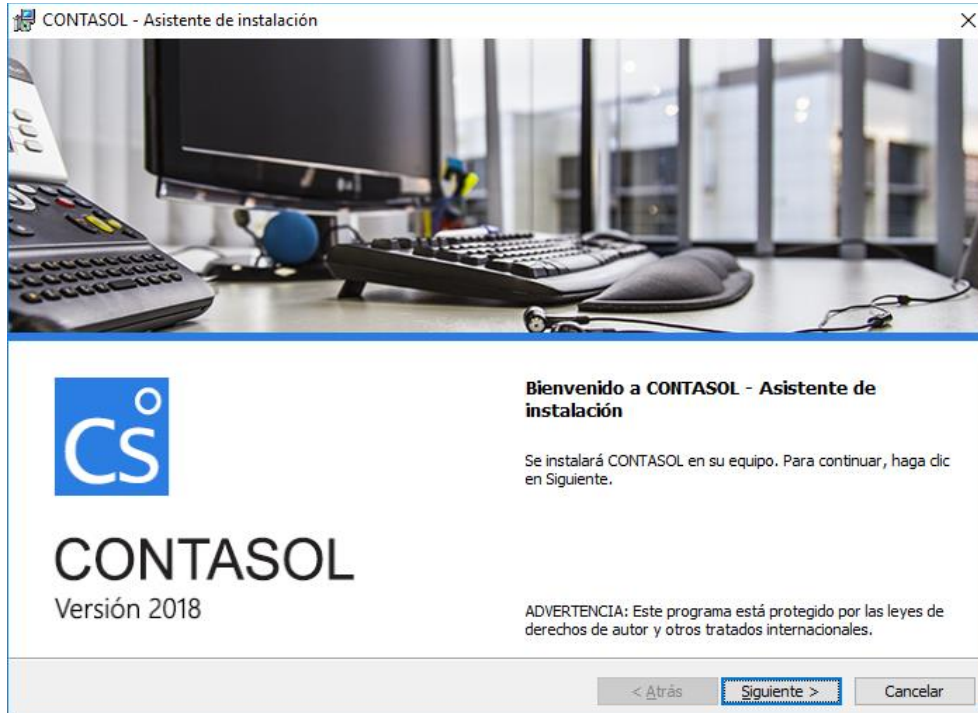 CONTASOL - Asistente de instalación
Cs
CONTASOL
Versión 2018
Bienvenido a CONTASOL - Asistente de
instalación
Se instalará CONTASOL en su equipo. Para continuar, haga clic
en Siguiente.
ADVERTENCIA: Este programa está protegido por las leyes de
derechos de autor y otros tratados internacionales.
< Atrás
Siguiente >
Cancelar